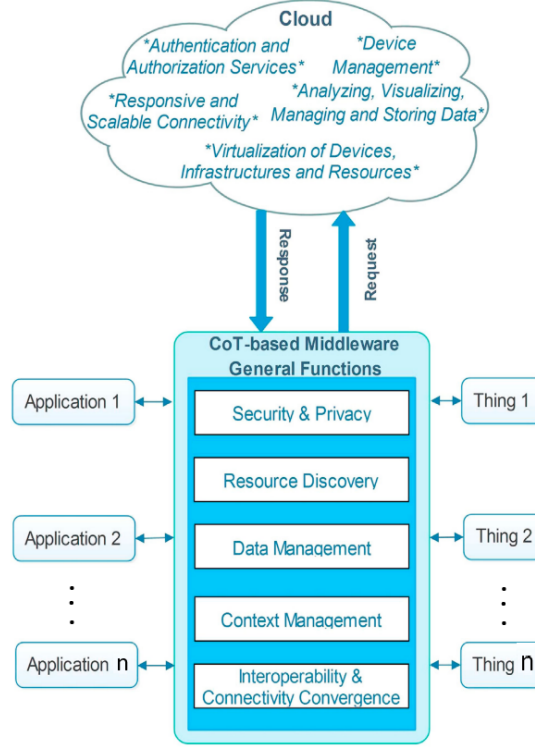 Cloud
*Authentication and
Authorization Services*
*Device
Management*
*Responsive and
Scalable Connectivity*
*Analyzing, Visualizing,
Managing and Storing Data*
*Virtualization of Devices,
Infrastructures and Resources*
Response
Request
CoT-based Middleware
General Functions
Application 1
Security & Privacy
Thing 1
Resource Discovery
Application 2
Data Management
Thing 2
Context Management
Application n
Interoperability &
Connectivity Convergence
Thing n